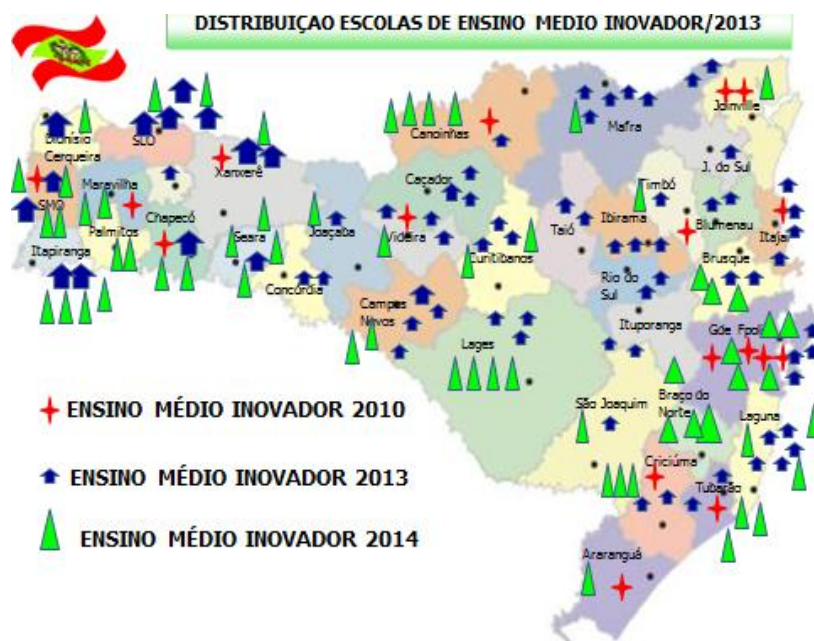 DISTRIBUIÇAO ESCOLAS DE ENSINO MÉDIO INOVADOR/2013
Joinville
Canoinhas
Mafra
Dionísio
Cerqueira
SLO
Xanxerê
J. do Sul
Caçador
Timbó
Maravilha
SMO
Chapecó
Ibirama
Blumenau
Palmitos
Seara
Joaçaba
Videira
Taió
Itajaí
Itapiranga
Curitibanos
Brusque
Concórdia
Rio do
Sul
Campos
Novos
Ituporanga
Gde Fpolis
Lages
Braço do
Norte
São Joaquim
Laguna
ENSINO MÉDIO INOVADOR 2010
Criciúma
ENSINO MÉDIO INOVADOR 2013
Tubarão
ENSINO MÉDIO INOVADOR 2014
Araranguá